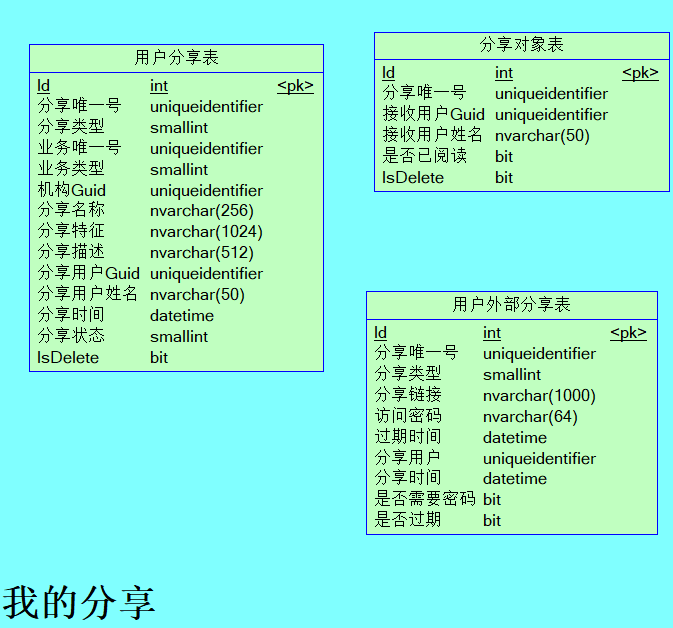 用户分享表
Id int <pk>
分享唯一号 uniqueidentifier
分享类型 smallint
业务唯一号 uniqueidentifier
业务类型 smallint
机构Guid uniqueidentifier
分享名称 nvarchar(256)
分享特征 nvarchar(1024)
分享描述 nvarchar(512)
分享用户Guid uniqueidentifier
分享用户姓名 nvarchar(50)
分享时间 datetime
分享状态 smallint
IsDelete bit
分享对象表
Id int <pk>
分享唯一号 uniqueidentifier
接收用户Guid uniqueidentifier
接收用户姓名 nvarchar(50)
是否已阅读 bit
IsDelete bit
用户外部分享表
Id int <pk>
分享唯一号 uniqueidentifier
分享类型 smallint
分享链接 nvarchar(1000)
访问密码 nvarchar(64)
过期时间 datetime
分享用户 uniqueidentifier
分享时间 datetime
是否需要密码 bit
是否过期 bit
我的分享